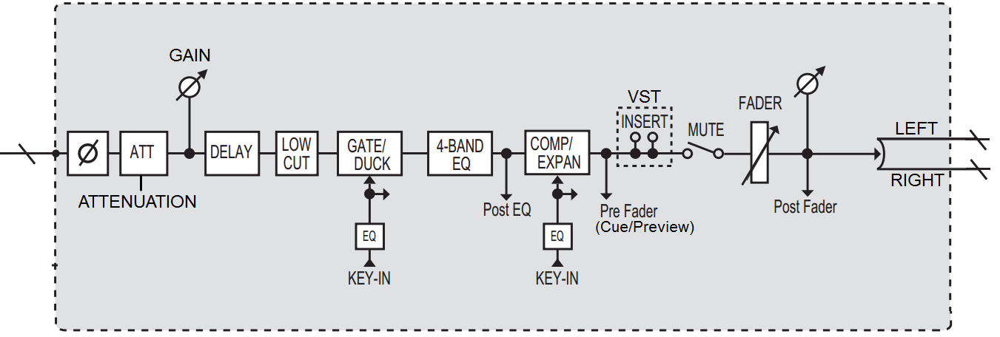 GAIN
ATT
ATTENUATION
DELAY
LOW
CUT
GATE/
DUCK
EQ
KEY-IN
4-BAND
EQ
Post EQ
COMP/
EXPAN
EQ
KEY-IN
Pre Fader
(Cue/Preview)
VST
INSERT
MUTE
FADER
Post Fader
LEFT
RIGHT